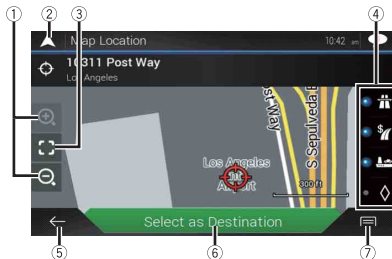 ① ② ③ ④
Map Location
10:42 am
10311 Post Way
Los Angeles
st Way
S Sepulveda B
Los Angeles
Int
Airport
300 ft
Select as Destination
⑤ ⑥ ⑦